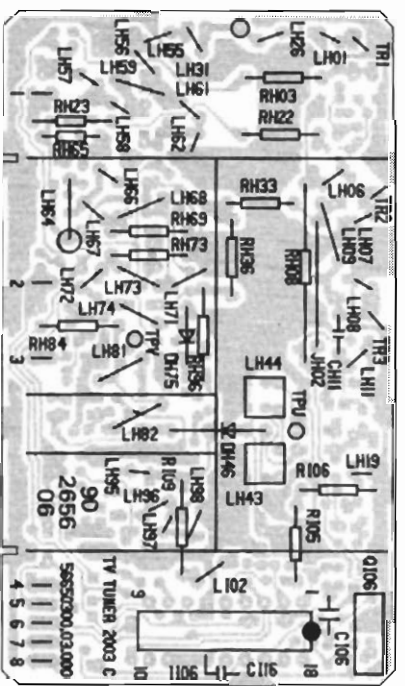 LH56
LH55
LH26
LH01
TR1
LH57
LH59
LH31
LH61
RH03
RH23
LH58
LH62
RH22
RH65
LH66
LH64
LH68
RH33
LH06
LH67
RH69
RH73
RH36
RH08
LH09
LH07
LH72
2
LH73
LH74
LH71
LH08
RH84
LH81
TPY
DH75
RH96
LH44
JH02
CH11
TR3
LH11
3
TPU
LH82
DH46
LH95
R109
LH98
LH96
LH97
LH43
R106
LH19
R105
90
2656
06
L102
56650300.03.000
TV TUNER 2003 C
9
1
Q106
C106
4
5
6
7
8
10
I106
C116
18